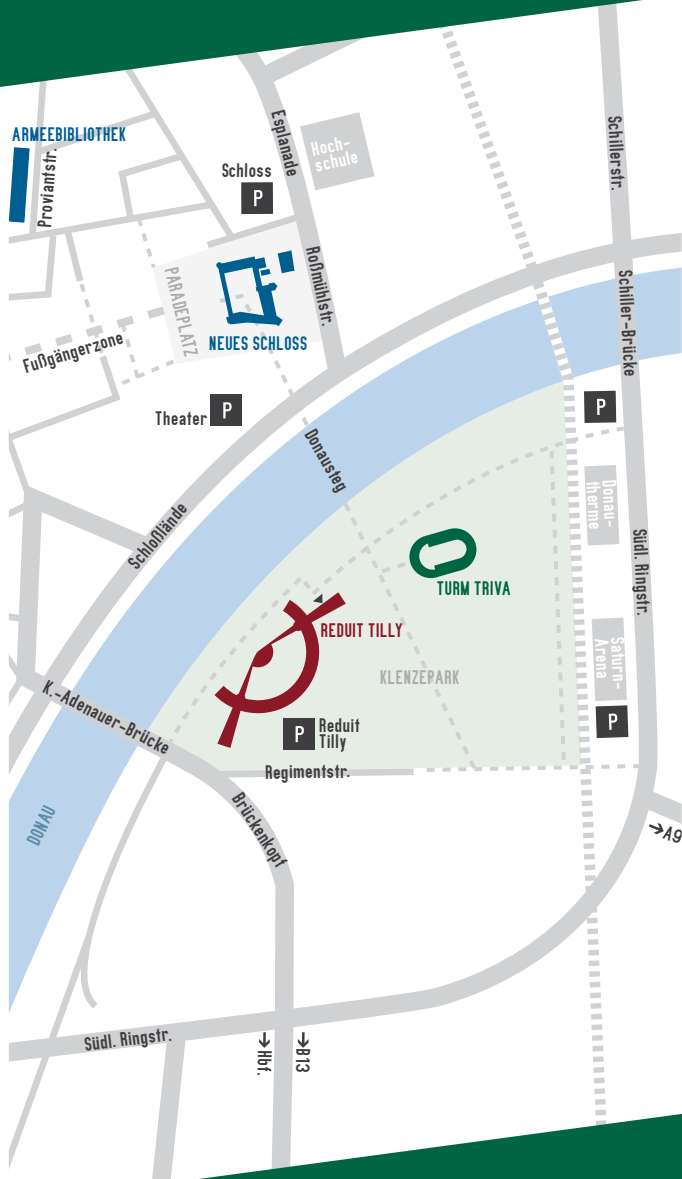 ARMEEBIBLIOTHEK
Proviantstr.
Esplanade
Hoch-
schule
Schillerstr.
Schloss
P
PARADEPLATZ
Roßmühlstr.
NEUES SCHLOSS
Schiller-Brücke
Fußgängerzone
Theater
P
P
Donausteg
Donau-
therme
Schloßlände
Südl. Ringstr.
TURM TRIVA
REDUIT TILLY
KLENZEPARK
Saturn-
Arena
P
K.-Adenauer-Brücke
P
Reduit
Tilly
Regimentstr.
DONAU
Brückenkopf
→A9
Südl. Ringstr.
→Hbf.
→B13